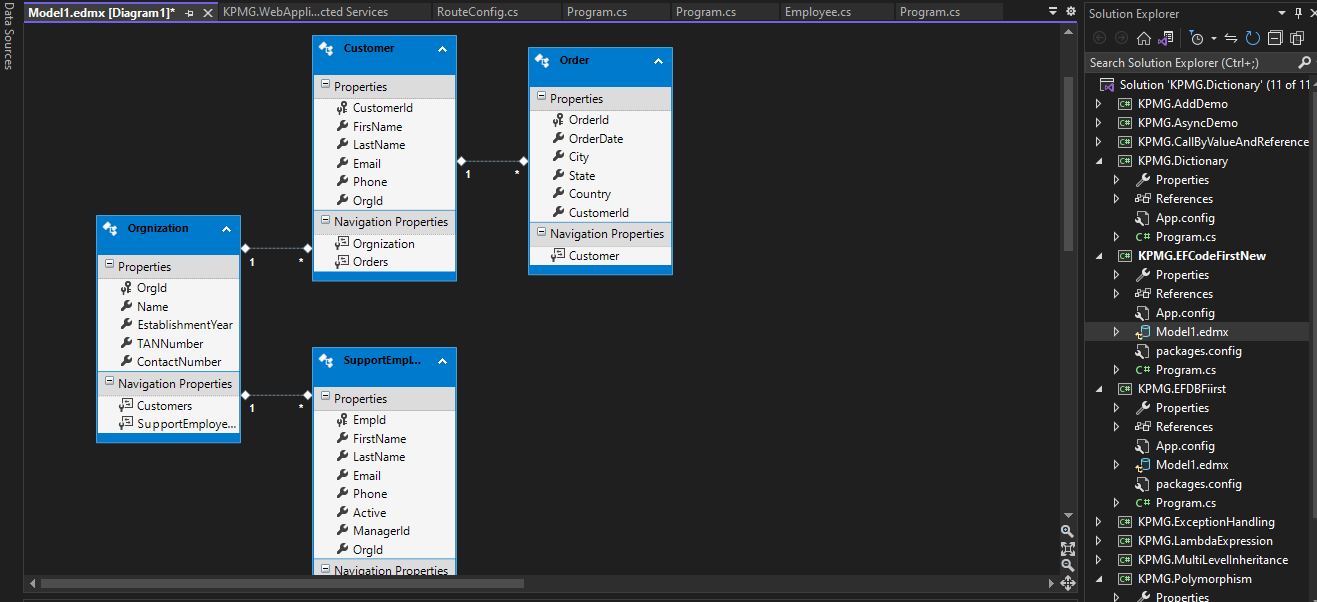 Data Sources
Model1.edmx [Diagram1]*
KPMG.WebAppli...cted Services
RouteConfig.cs
Program.cs
Program.cs
Employee.cs
Program.cs
Customer
Properties
CustomerId
FirsName
LastName
Email
Phone
OrgId
Navigation Properties
Orgnization
Orders
1
*
Order
Properties
OrderId
OrderDate
City
State
Country
CustomerId
Navigation Properties
Customer
Orgnization
Properties
OrgId
Name
EstablishmentYear
TANNumber
ContactNumber
Navigation Properties
Customers
SupportEmploye...
1
*
1
*
SupportEmpl...
Properties
EmpId
FirstName
LastName
Email
Phone
Active
ManagerId
OrgId
Navigation Properties
Solution Explorer
Search Solution Explorer (Ctrl+;)
Solution 'KPMG.Dictionary' (11 of 11
C# KPMG.AddDemo
C# KPMG.AsyncDemo
C# KPMG.CallByValueAndReference
C# KPMG.Dictionary
Properties
References
App.config
C# Program.cs
C# KPMG.EFCodeFirstNew
Properties
References
App.config
Model1.edmx
packages.config
C# Program.cs
C# KPMG.EFDBFiirst
Properties
References
App.config
Model1.edmx
packages.config
C# Program.cs
C# KPMG.ExceptionHandling
C# KPMG.LambdaExpression
C# KPMG.MultiLevelInheritance
C# KPMG.Polymorphism
Properties